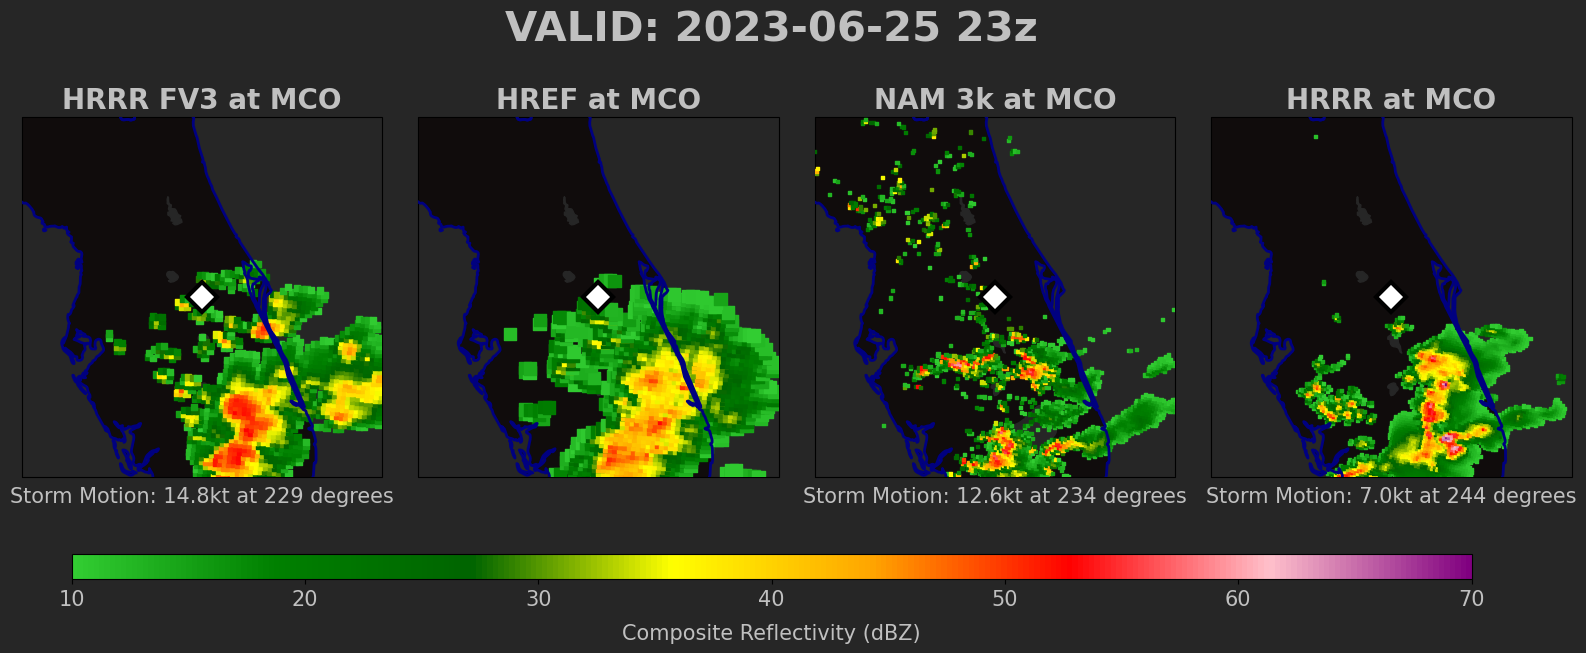 VALID: 2023-06-25 23z
HRRR FV3 at MCO
HREF at MCO
NAM 3k at MCO
HRRR at MCO
Storm Motion: 14.8kt at 229 degrees
Storm Motion: 12.6kt at 234 degrees
Storm Motion: 7.0kt at 244 degrees
10 20 30 40 50 60 70
Composite Reflectivity (dBZ)